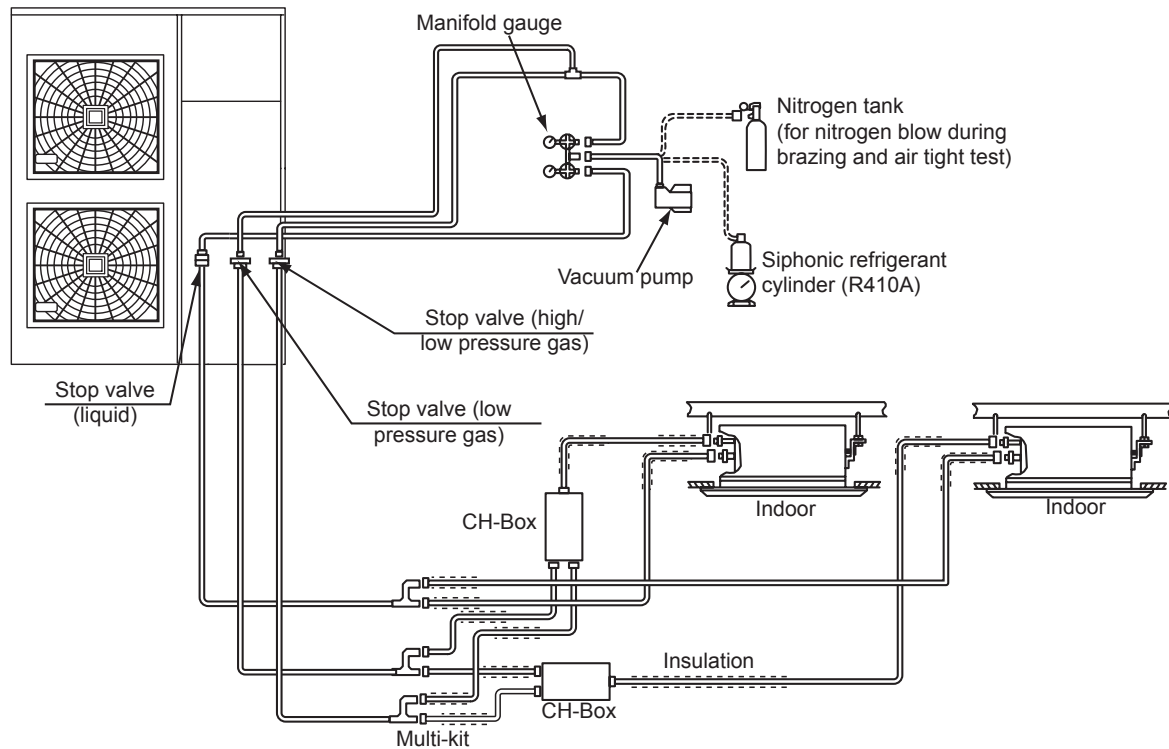 Manifold gauge
Nitrogen tank
(for nitrogen blow during
brazing and air tight test)
Vacuum pump
Siphonic refrigerant
cylinder (R410A)
Stop valve (high/
low pressure gas)
Stop valve
(liquid)
Stop valve (low
pressure gas)
CH-Box
Indoor
Indoor
Insulation
CH-Box
Multi-kit